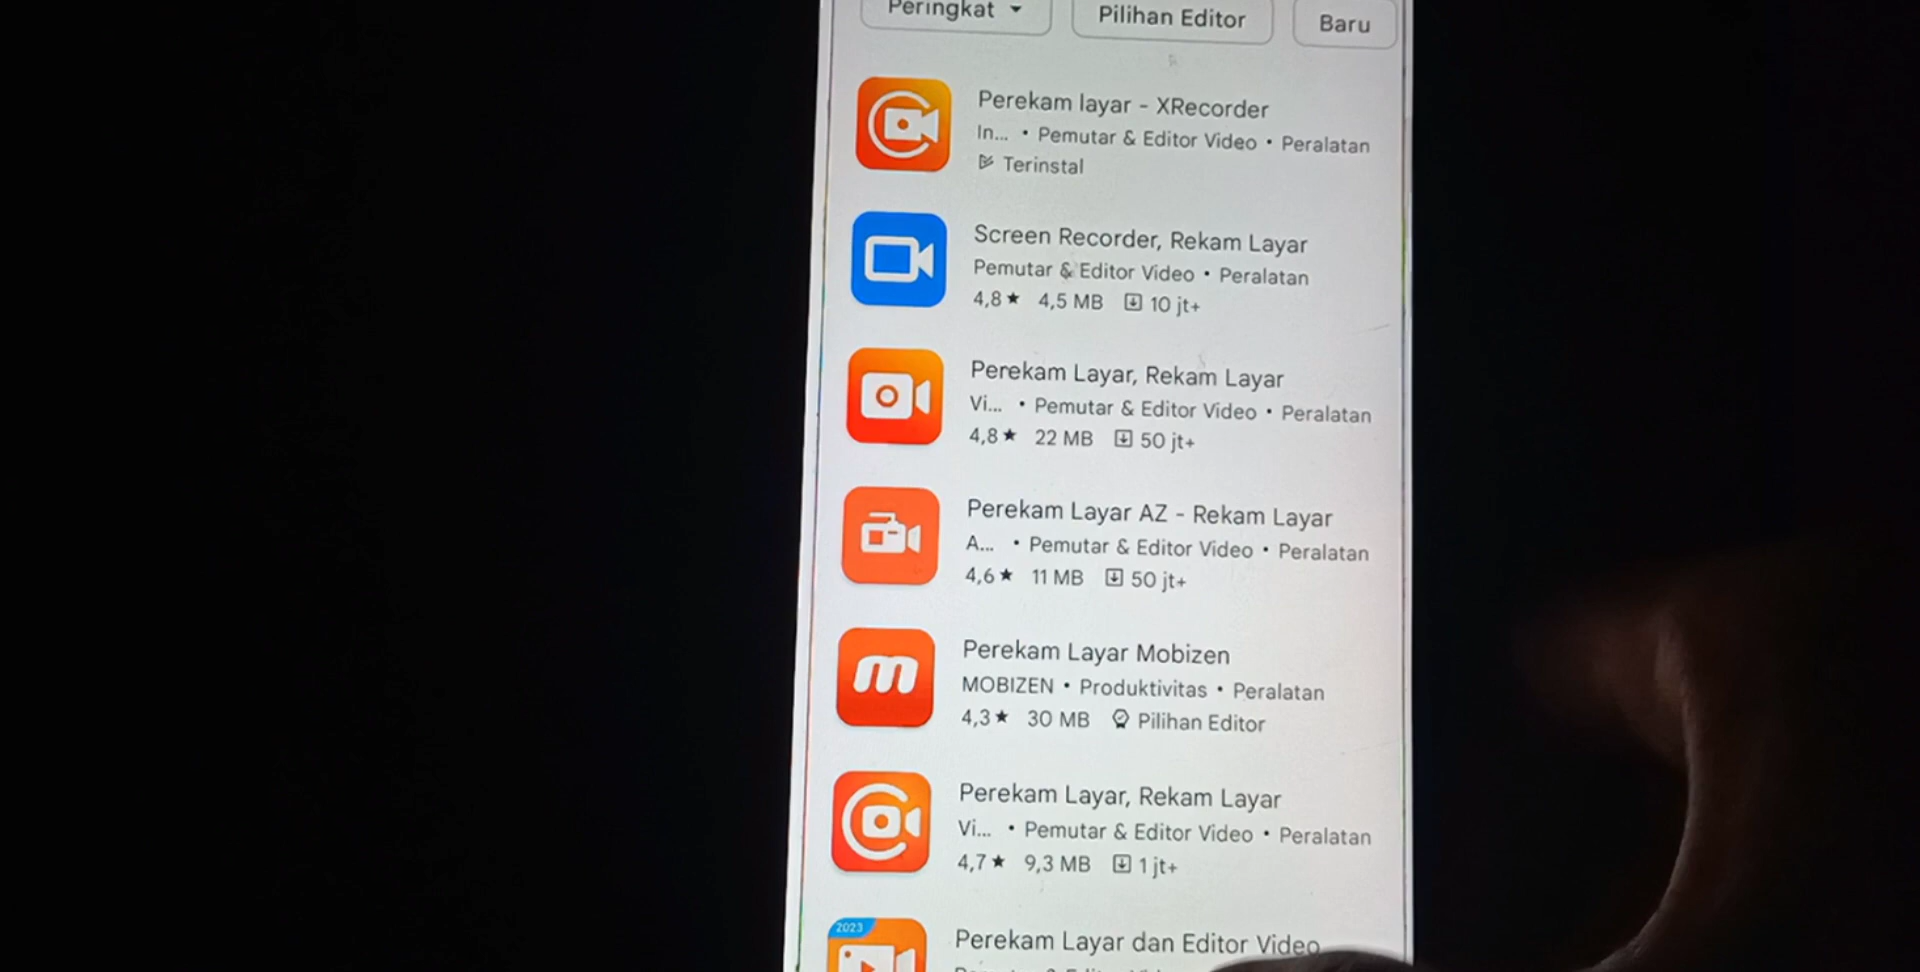 Peringkat Pilihan Editor Baru
Perekam layar - XRecorder
In... • Pemutar & Editor Video • Peralatan
Terinstal
Screen Recorder, Rekam Layar
Pemutar & Editor Video • Peralatan
4,8★ 4,5 MB 10 jt+
Perekam Layar, Rekam Layar
Vi... • Pemutar & Editor Video • Peralatan
4,8★ 22 MB 50 jt+
Perekam Layar AZ - Rekam Layar
A... • Pemutar & Editor Video • Peralatan
4,6★ 11 MB 50 jt+
m
Perekam Layar Mobizen
MOBIZEN • Produktivitas • Peralatan
4,3★ 30 MB Pilihan Editor
Perekam Layar, Rekam Layar
Vi... • Pemutar & Editor Video • Peralatan
4,7★ 9,3 MB 1 jt+
2023
Perekam Layar dan Editor Video